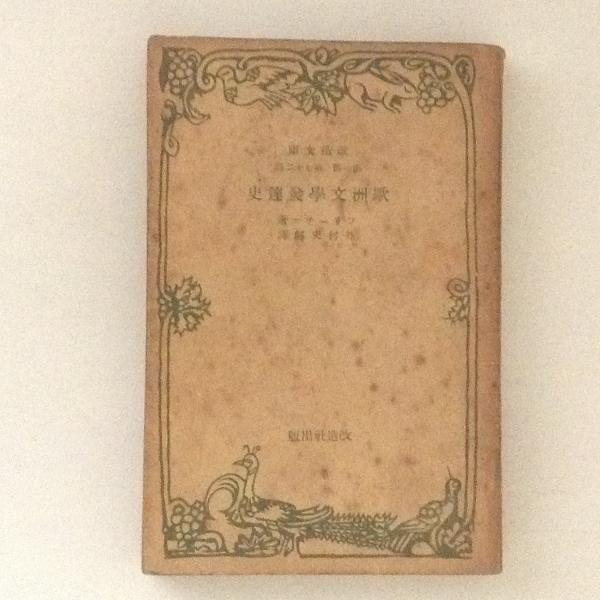 改造文庫
歐洲文學發達史
フリーチェ著
外村史郎譯
改造社出版